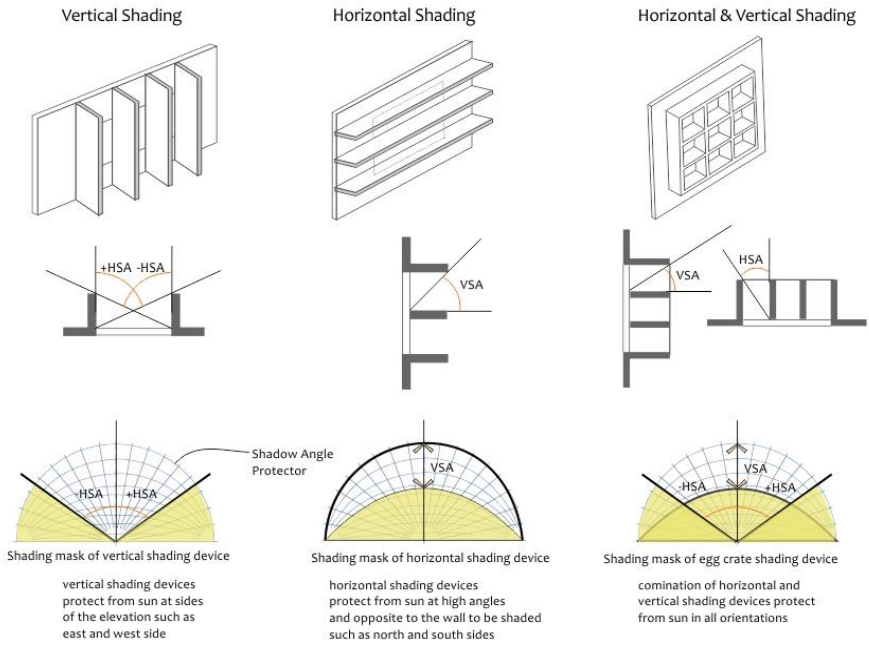 Vertical Shading
Horizontal Shading
Horizontal & Vertical Shading
+HSA -HSA
VSA
VSA
HSA
-HSA +HSA
Shadow Angle
Protector
VSA
VSA
-HSA +HSA
Shading mask of vertical shading device
Shading mask of horizontal shading device
Shading mask of egg crate shading device
vertical shading devices
protect from sun at sides
of the elevation such as
east and west side
horizontal shading devices
protect from sun at high angles
and opposite to the wall to be shaded
such as north and south sides
comination of horizontal and
vertical shading devices protect
from sun in all orientations